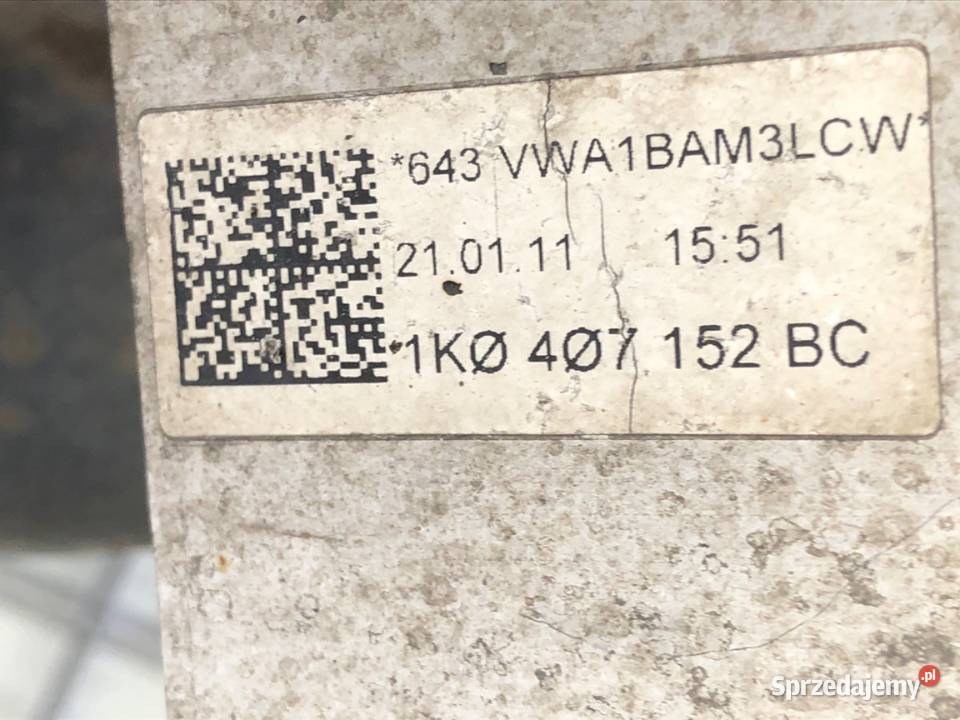 *643 VWA1BAM3LCW*
21.01.11 15:51
*1KØ 4Ø7 152 BC
Sprzedajemy.pl